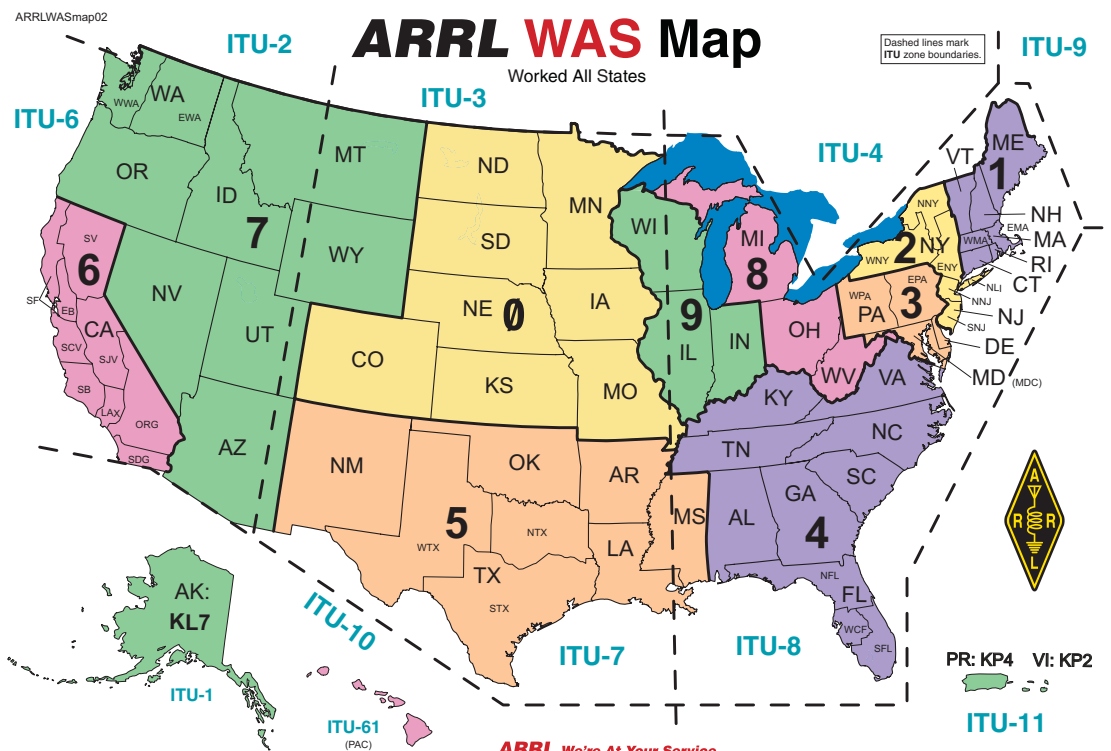 ARRLWASmap02
ARRL WAS Map
Worked All States
Dashed lines mark
ITU zone boundaries.
ITU-2
ITU-9
ITU-3
ITU-6
ITU-4
WA
WWA
EWA
MT
ND
MN
VT
ME
1
OR
ID
7
WY
SD
WI
MI
8
NNY
2
NY
WNY
ENY
NH
EMA
WMA
MA
RI
CT
NLI
SV
6
SF
EB
CA
SCV
SJV
SB
LAX
ORG
SDG
NV
UT
AZ
NE
0
IA
9
IL
IN
OH
WPA
EPA
PA
3
NNJ
NJ
SNJ
DE
MD (MDC)
CO
KS
MO
KY
WV
VA
TN
NC
NM
OK
AR
MS
AL
GA
SC
4
5
WTX
NTX
TX
STX
LA
NFL
FL
WCF
SFL
A
R R
L
AK:
KL7
ITU-1
ITU-10
ITU-7
ITU-8
ITU-61
(PAC)
PR: KP4 VI: KP2
ITU-11
ARRL We're At Your Service